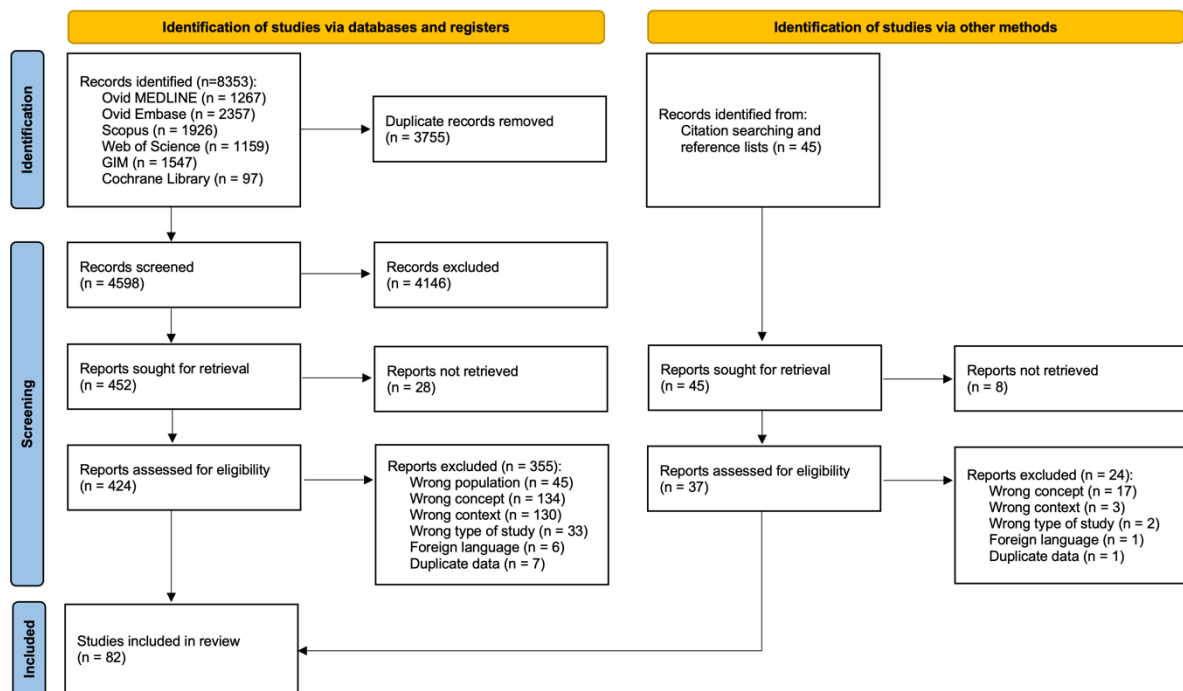 Identification of studies via databases and registers
Identification of studies via other methods
Identification
Records identified (n=8353):
Ovid MEDLINE (n = 1267)
Ovid Embase (n = 2357)
Scopus (n = 1926)
Web of Science (n = 1159)
GIM (n = 1547)
Cochrane Library (n = 97)
Duplicate records removed
(n = 3755)
Records identified from:
Citation searching and
reference lists (n = 45)
Screening
Records screened
(n = 4598)
Records excluded
(n = 4146)
Reports sought for retrieval
(n = 452)
Reports not retrieved
(n = 28)
Reports sought for retrieval
(n = 45)
Reports not retrieved
(n = 8)
Reports assessed for eligibility
(n = 424)
Reports excluded (n = 355):
Wrong population (n = 45)
Wrong concept (n = 134)
Wrong context (n = 130)
Wrong type of study (n = 33)
Foreign language (n = 6)
Duplicate data (n = 7)
Reports assessed for eligibility
(n = 37)
Reports excluded (n = 24):
Wrong concept (n = 17)
Wrong context (n = 3)
Wrong type of study (n = 2)
Foreign language (n = 1)
Duplicate data (n = 1)
Included
Studies included in review
(n = 82)